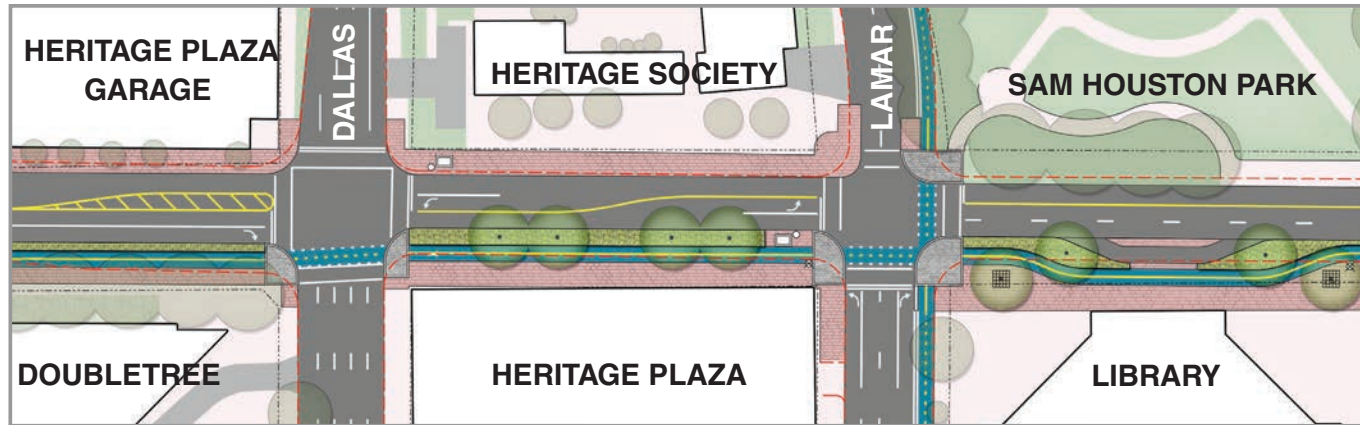 HERITAGE PLAZA
GARAGE
DALLAS
HERITAGE SOCIETY
LAMAR
SAM HOUSTON PARK
DOUBLETREE
HERITAGE PLAZA
LIBRARY